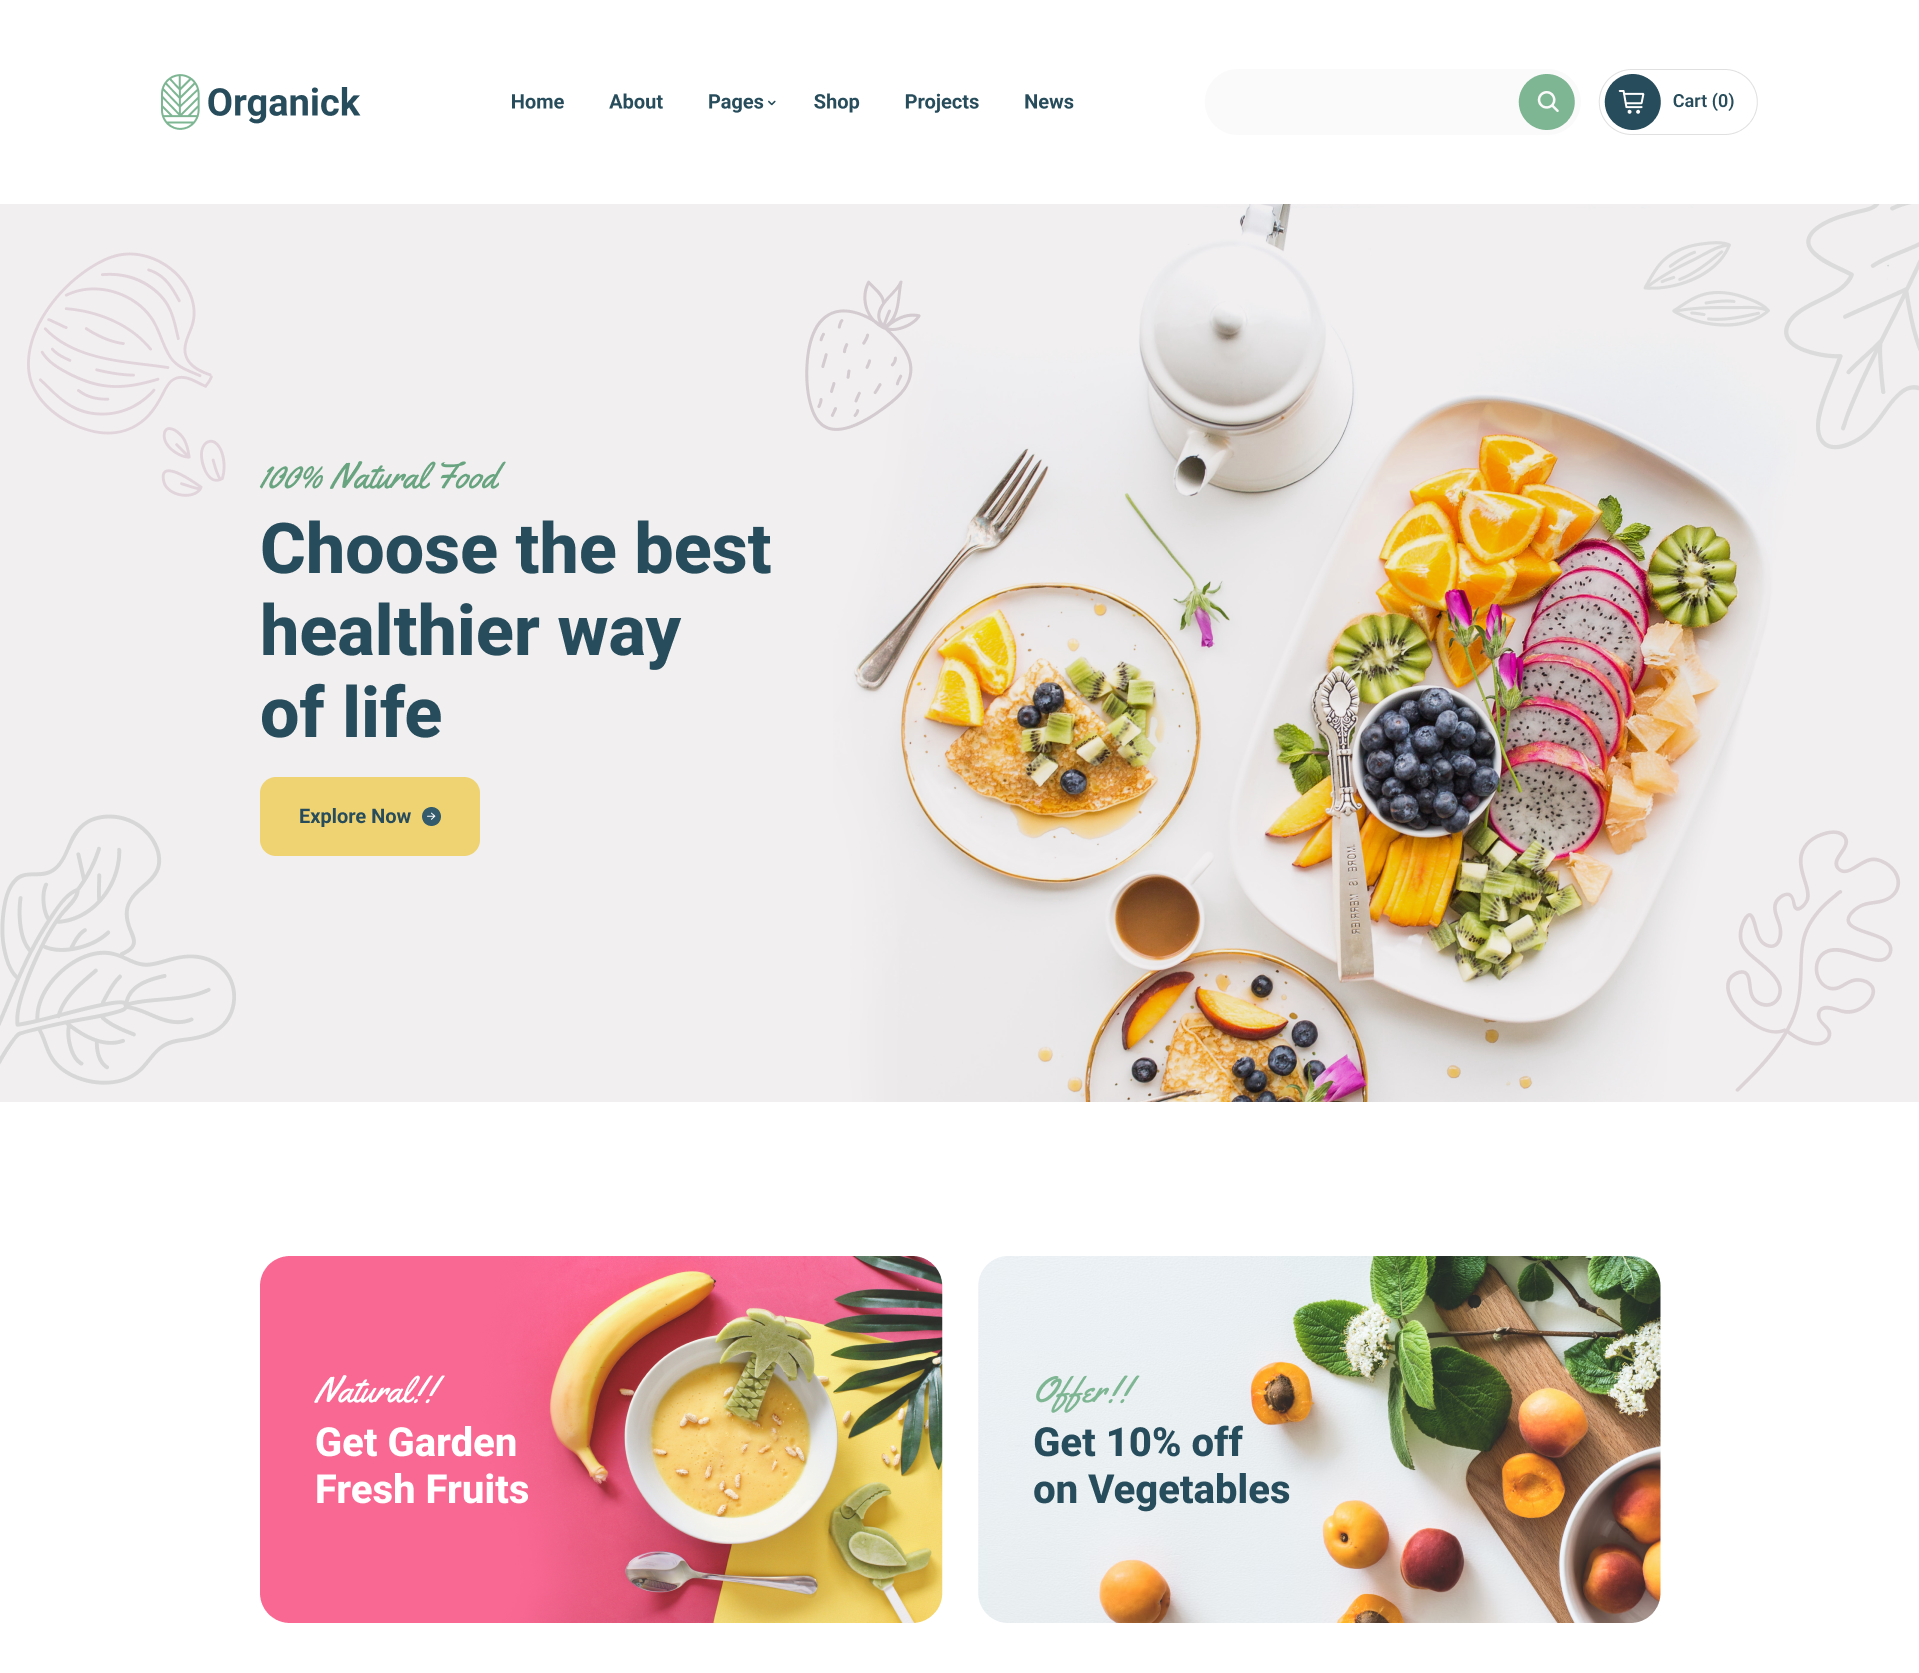 Organick
Home
About
Pages
Shop
Projects
News
Cart (0)
100% Natural Food
Choose the best
healthier way
of life
Explore Now
Natural!!
Get Garden
Fresh Fruits
Offer!!
Get 10% off
on Vegetables